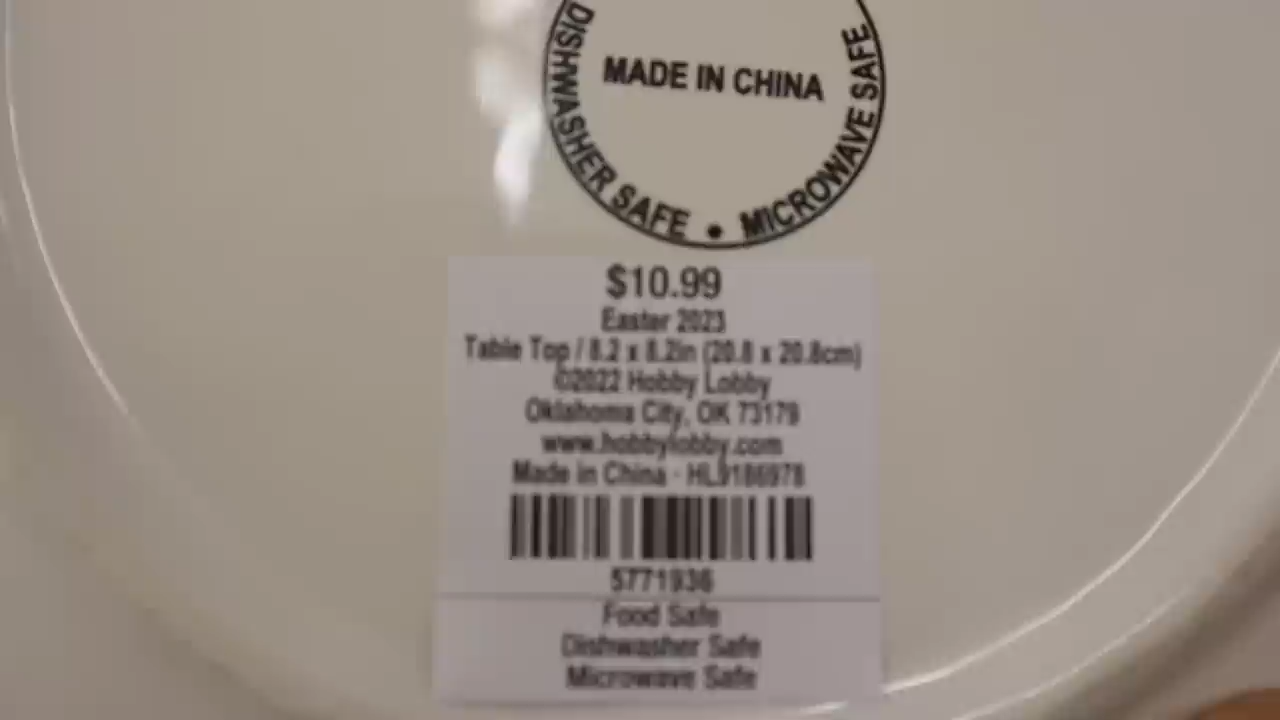 DISHWASHER SAFE • MICROWAVE SAFE
MADE IN CHINA
$10.99
Easter 2023
Table Top / 8.2 x 8.2in (20.8 x 20.8cm)
©2022 Hobby Lobby
Oklahoma City, OK 73179
www.hobbylobby.com
Made in China · HL9186978
5771936
Food Safe
Dishwasher Safe
Microwave Safe